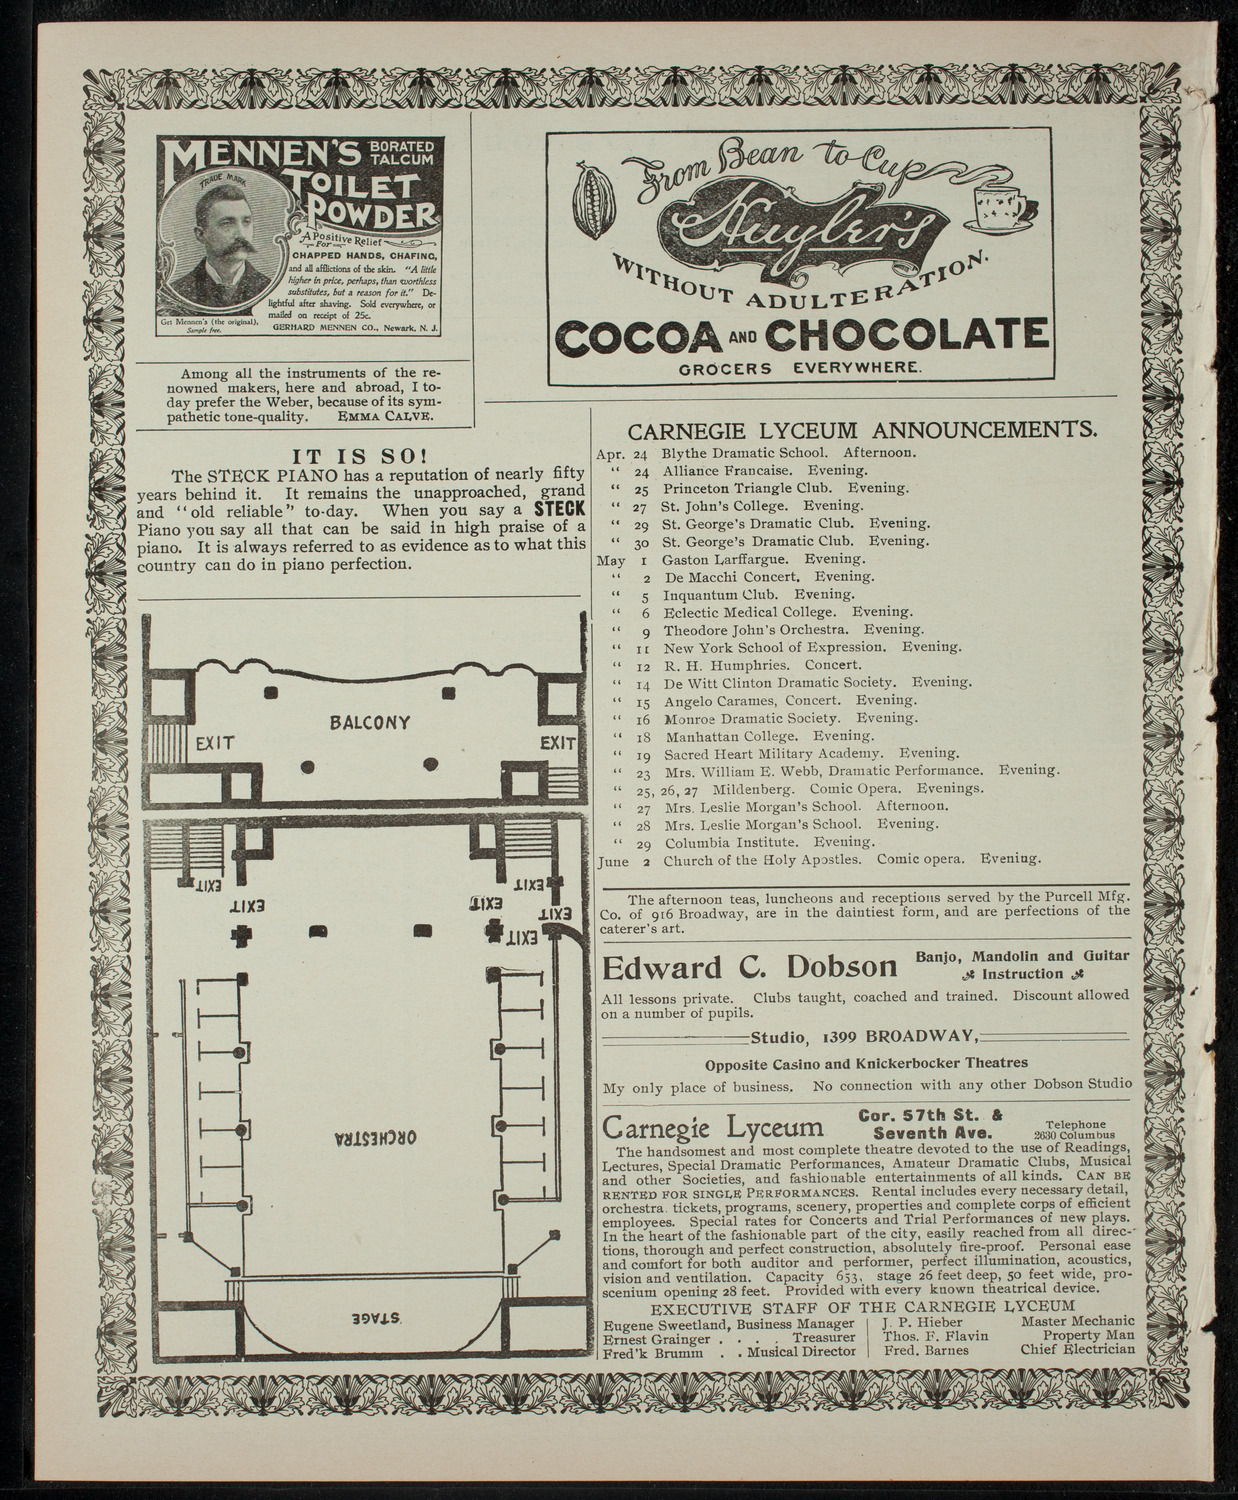 MENNEN'S BORATED
TALCUM
TOILET
POWDER
TRADE MARK
A Positive Relief
For
CHAPPED HANDS, CHAFING,
and all afflictions of the skin. "A little
higher in price, perhaps, than worthless
substitutes, but a reason for it." De-
lightful after shaving. Sold everywhere, or
mailed on receipt of 25c.
Get Mennen's (the original),
Sample free.
GERHARD MENNEN CO., Newark, N. J.
Among all the instruments of the re-
nowned makers, here and abroad, I to-
day prefer the Weber, because of its sym-
pathetic tone-quality. EMMA CALVE.
From Bean to Cup
Huyler's
WITHOUT ADULTERATION.
COCOA AND CHOCOLATE
GROCERS EVERYWHERE.
IT IS SO!
The STECK PIANO has a reputation of nearly fifty
years behind it. It remains the unapproached, grand
and "old reliable" to-day. When you say a STECK
Piano you say all that can be said in high praise of a
piano. It is always referred to as evidence as to what this
country can do in piano perfection.
BALCONY
EXIT
EXIT
EXIT
EXIT
EXIT
EXIT
EXIT
EXIT
ORCHESTRA
STAGE.
CARNEGIE LYCEUM ANNOUNCEMENTS.
Apr. 24 Blythe Dramatic School. Afternoon.
" 24 Alliance Francaise. Evening.
" 25 Princeton Triangle Club. Evening.
" 27 St. John's College. Evening.
" 29 St. George's Dramatic Club. Evening.
" 30 St. George's Dramatic Club. Evening.
May 1 Gaston Larffargue. Evening.
" 2 De Macchi Concert. Evening.
" 5 Inquantum Club. Evening.
" 6 Eclectic Medical College. Evening.
" 9 Theodore John's Orchestra. Evening.
" 11 New York School of Expression. Evening.
" 12 R. H. Humphries. Concert.
" 14 De Witt Clinton Dramatic Society. Evening.
" 15 Angelo Carames, Concert. Evening.
" 16 Monroe Dramatic Society. Evening.
" 18 Manhattan College. Evening.
" 19 Sacred Heart Military Academy. Evening.
" 23 Mrs. William E. Webb, Dramatic Performance. Evening.
" 25, 26, 27 Mildenberg. Comic Opera. Evenings.
" 27 Mrs. Leslie Morgan's School. Afternoon.
" 28 Mrs. Leslie Morgan's School. Evening.
" 29 Columbia Institute. Evening.
June 2 Church of the Holy Apostles. Comic opera. Evening.
The afternoon teas, luncheons and receptions served by the Purcell Mfg.
Co. of 916 Broadway, are in the daintiest form, and are perfections of the
caterer's art.
Edward C. Dobson Banjo, Mandolin and Guitar
Instruction
All lessons private. Clubs taught, coached and trained. Discount allowed
on a number of pupils.
Studio, 1399 BROADWAY,
Opposite Casino and Knickerbocker Theatres
My only place of business. No connection with any other Dobson Studio
Carnegie Lyceum Cor. 57th St. &
Seventh Ave. Telephone
2630 Columbus
The handsomest and most complete theatre devoted to the use of Readings,
Lectures, Special Dramatic Performances, Amateur Dramatic Clubs, Musical
and other Societies, and fashionable entertainments of all kinds. CAN BE
RENTED FOR SINGLE PERFORMANCES. Rental includes every necessary detail,
orchestra, tickets, programs, scenery, properties and complete corps of efficient
employees. Special rates for Concerts and Trial Performances of new plays.
In the heart of the fashionable part of the city, easily reached from all direc-
tions, thorough and perfect construction, absolutely fire-proof. Personal ease
and comfort for both auditor and performer, perfect illumination, acoustics,
vision and ventilation. Capacity 653, stage 26 feet deep, 50 feet wide, pro-
scenium opening 28 feet. Provided with every known theatrical device.
EXECUTIVE STAFF OF THE CARNEGIE LYCEUM
Eugene Sweetland, Business Manager
Ernest Grainger . . . . Treasurer
Fred'k Brumm . . Musical Director
J. P. Hieber Master Mechanic
Thos. F. Flavin Property Man
Fred. Barnes Chief Electrician